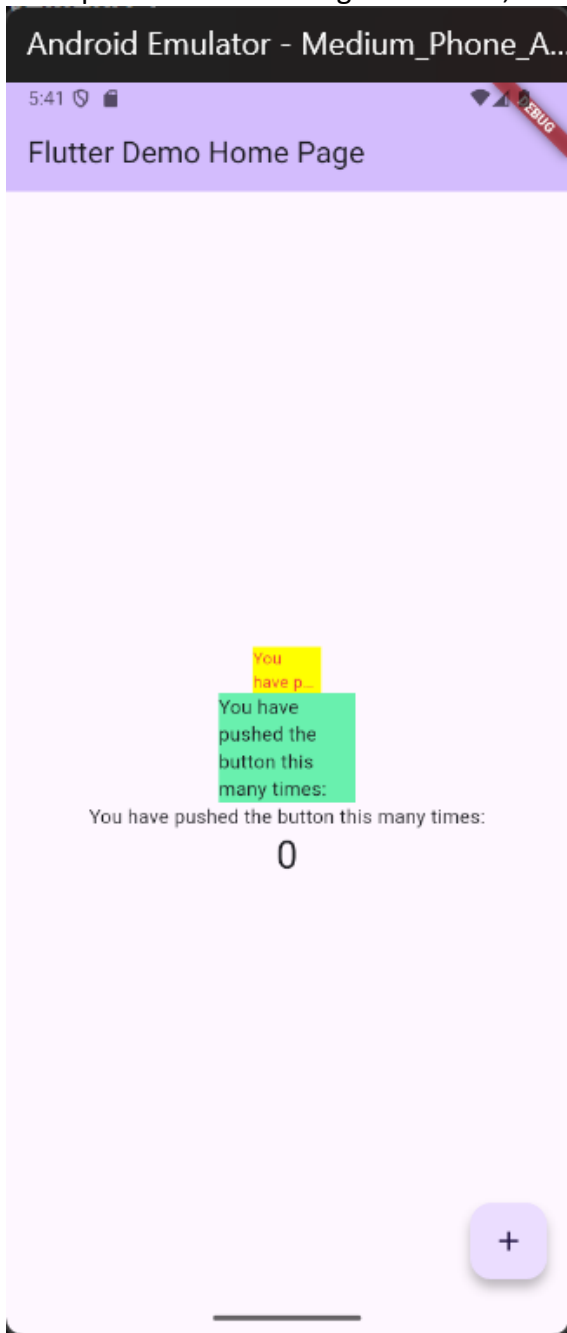 Android Emulator - Medium_Phone_A...
5:41
Flutter Demo Home Page
You
have p...
You have
pushed the
button this
many times:
You have pushed the button this many times:
0
+